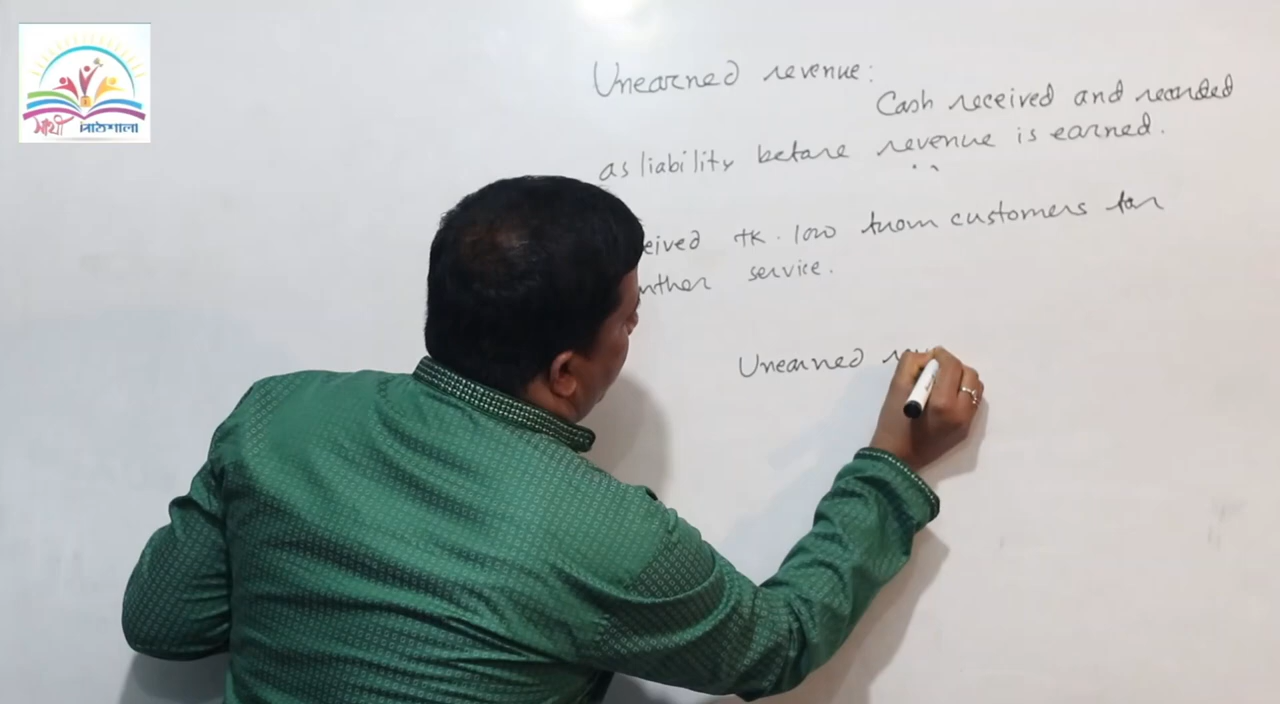 সাথী পাঠশালা
Unearned revenue:
Cash received and recorded
as liability before revenue is earned.
eived tk. 100 from customers for
service.
Unearned